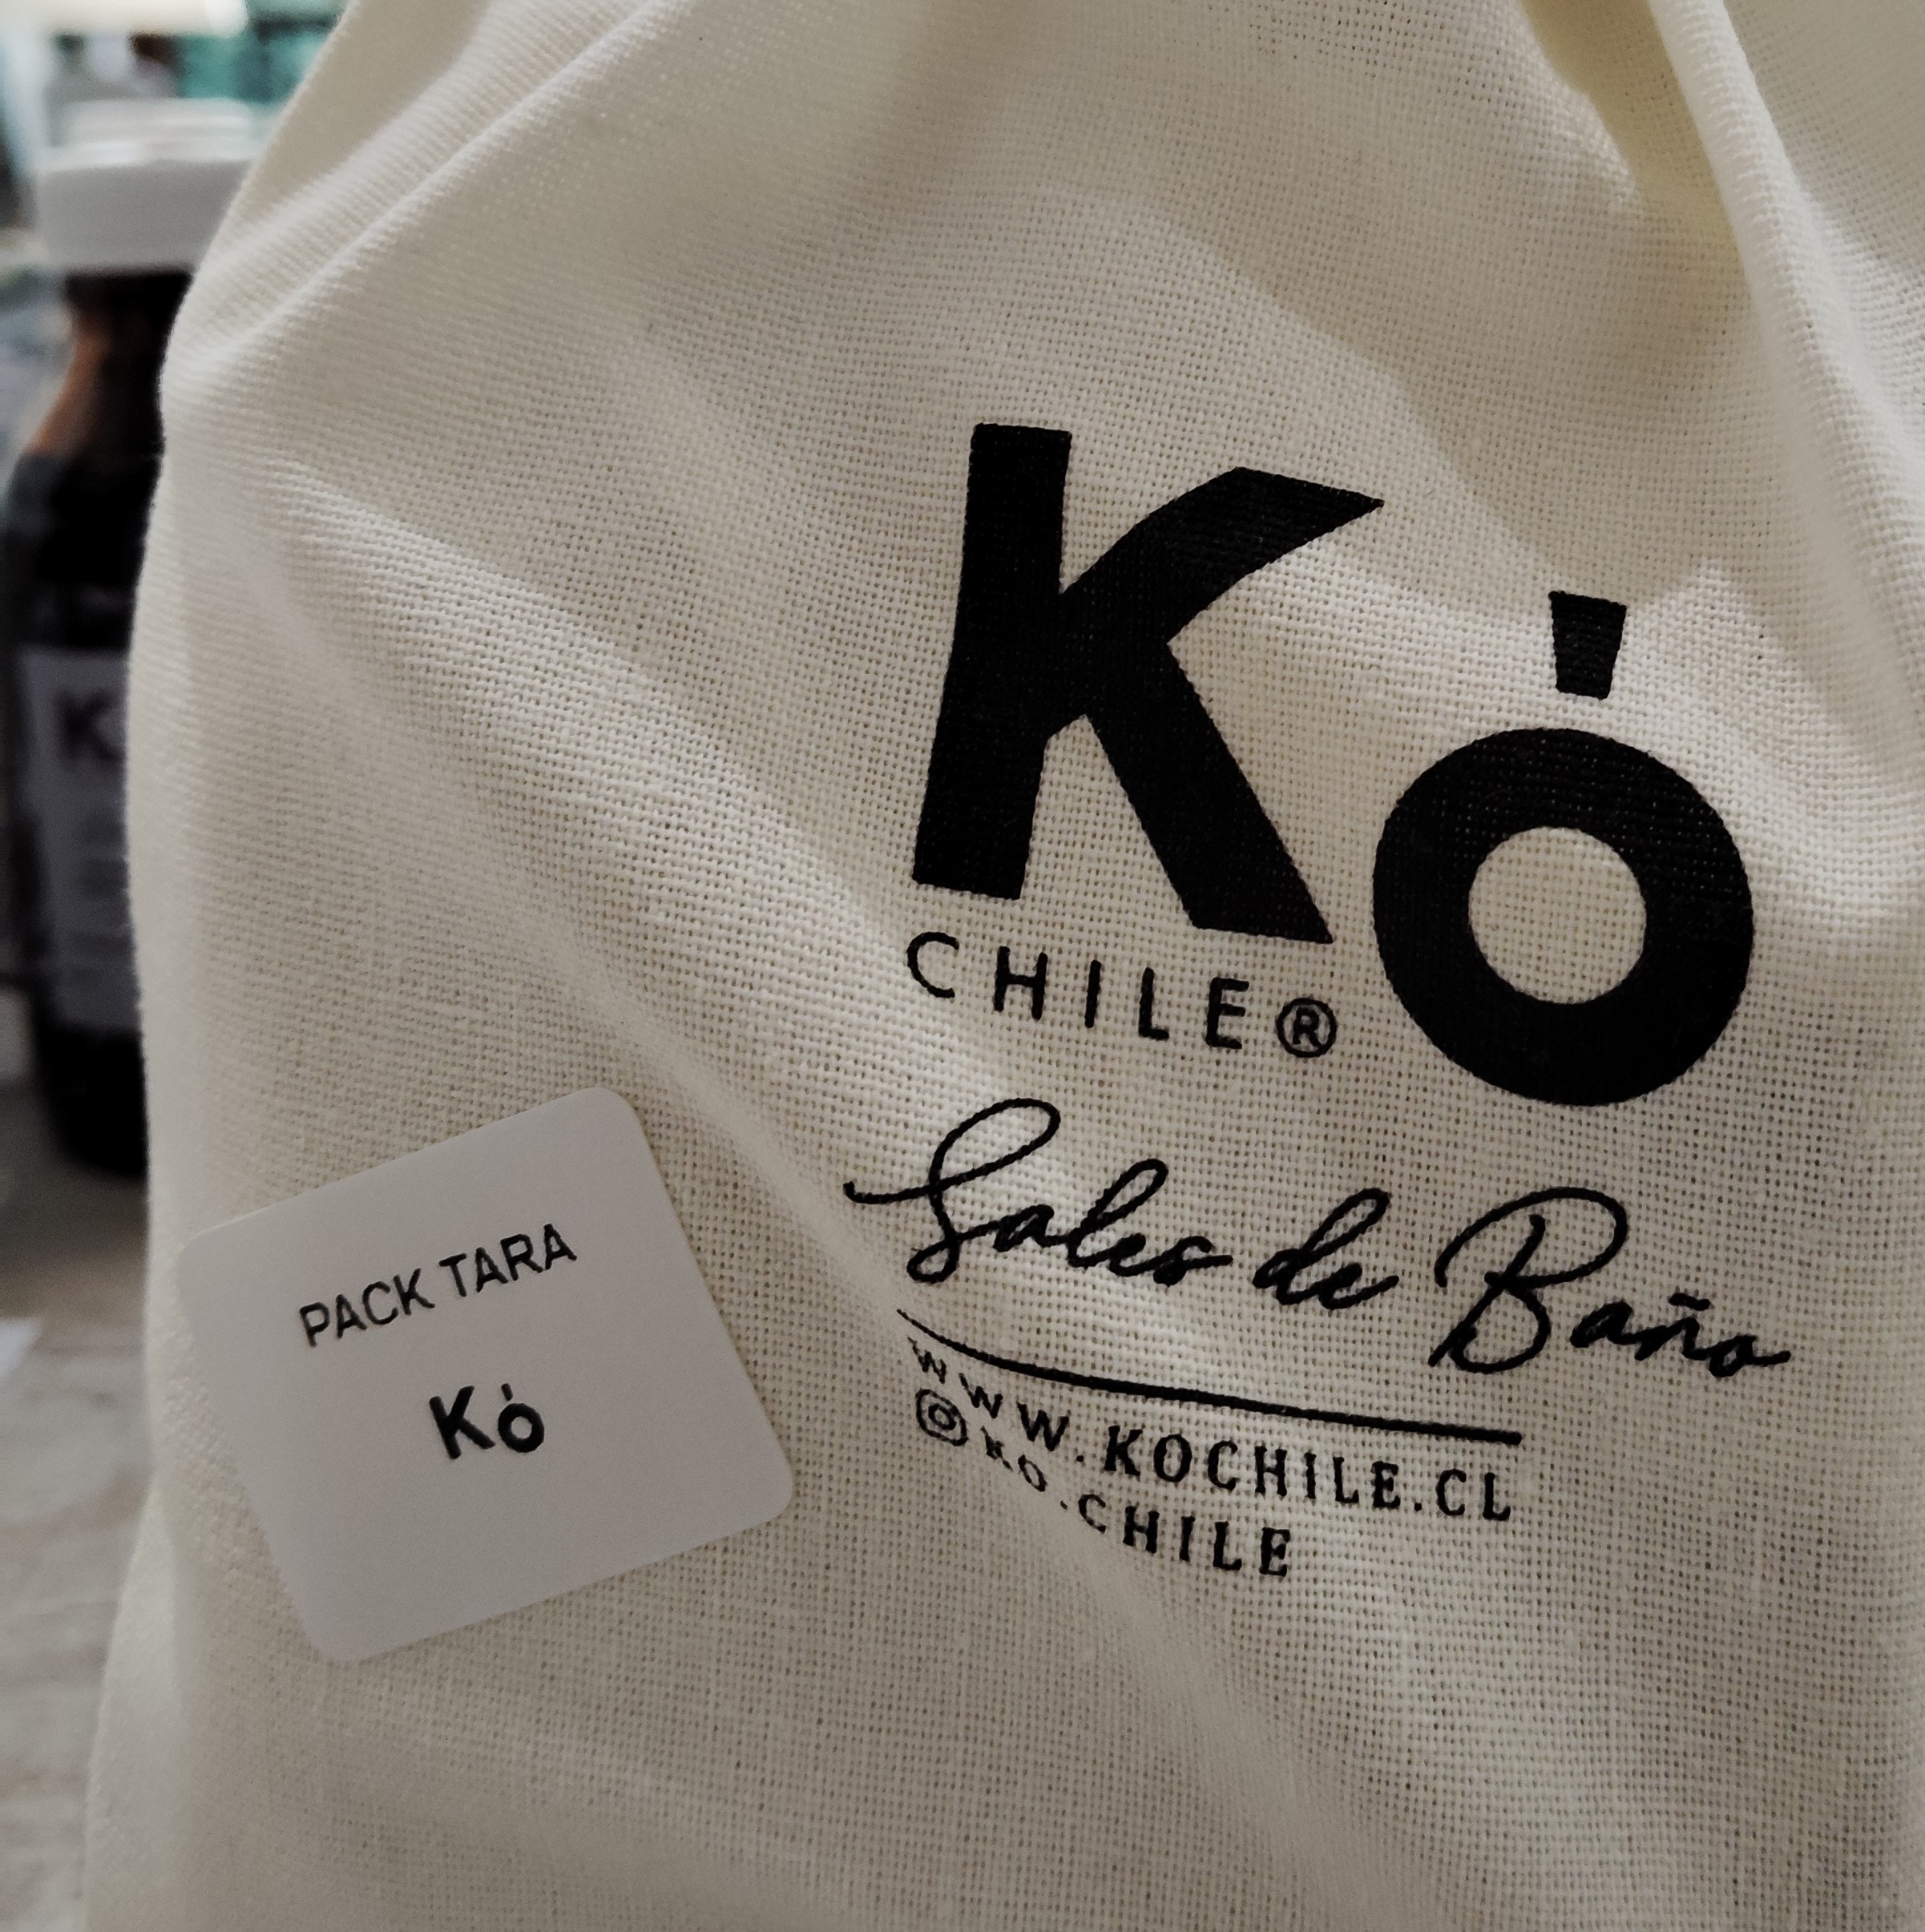 Kó
CHILE®
Sales de Baño
WWW.KOCHILE.CL
KO.CHILE
PACK TARA
Kó
K